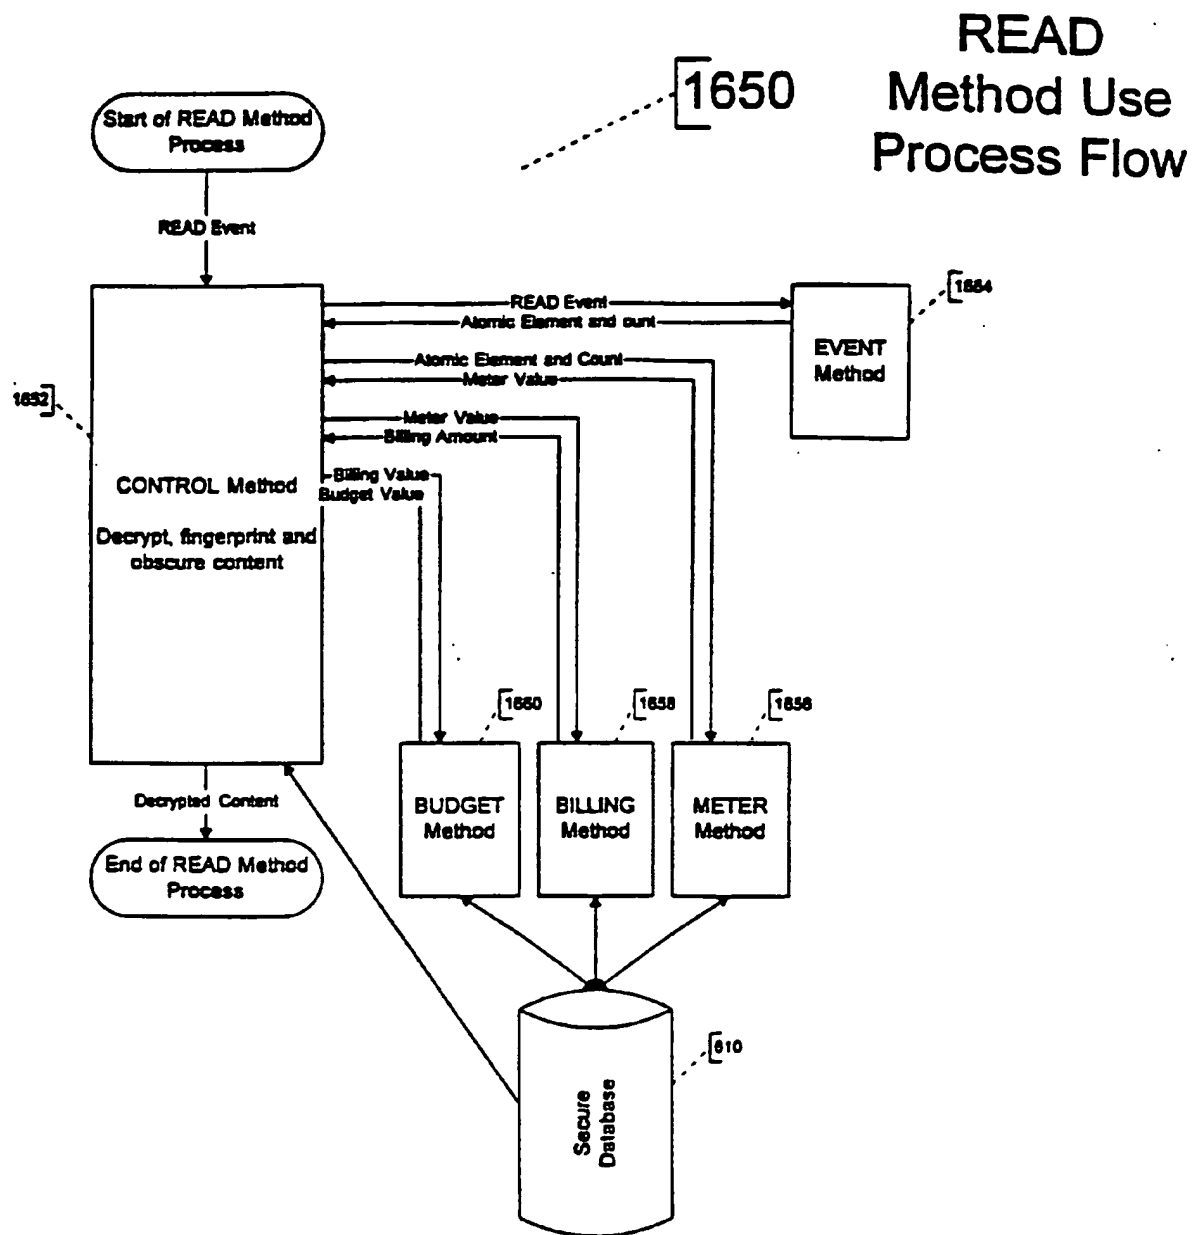 READ
Method Use
Process Flow
1650
Start of READ Method
Process
READ Event
READ Event
Atomic Element and ount
1654
EVENT
Method
Atomic Element and Count
Meter Value
1652
Meter Value
Billing Amount
Billing Value
Budget Value
CONTROL Method
Decrypt, fingerprint and
obscure content
1660
1658
1656
BUDGET
Method
BILLING
Method
METER
Method
Decrypted Content
End of READ Method
Process
610
Secure
Database